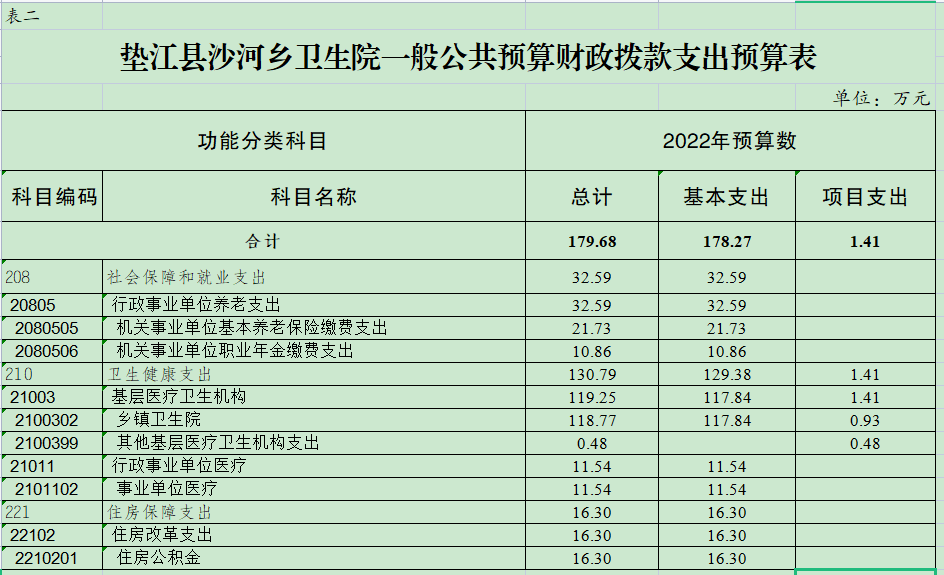 表二
垫江县沙河乡卫生院一般公共预算财政拨款支出预算表
单位：万元
功能分类科目 2022年预算数
科目编码 科目名称 总计 基本支出 项目支出
合计 179.68 178.27 1.41
208 社会保障和就业支出 32.59 32.59
20805 行政事业单位养老支出 32.59 32.59
2080505 机关事业单位基本养老保险缴费支出 21.73 21.73
2080506 机关事业单位职业年金缴费支出 10.86 10.86
210 卫生健康支出 130.79 129.38 1.41
21003 基层医疗卫生机构 119.25 117.84 1.41
2100302 乡镇卫生院 118.77 117.84 0.93
2100399 其他基层医疗卫生机构支出 0.48 0.48
21011 行政事业单位医疗 11.54 11.54
2101102 事业单位医疗 11.54 11.54
221 住房保障支出 16.30 16.30
22102 住房改革支出 16.30 16.30
2210201 住房公积金 16.30 16.30